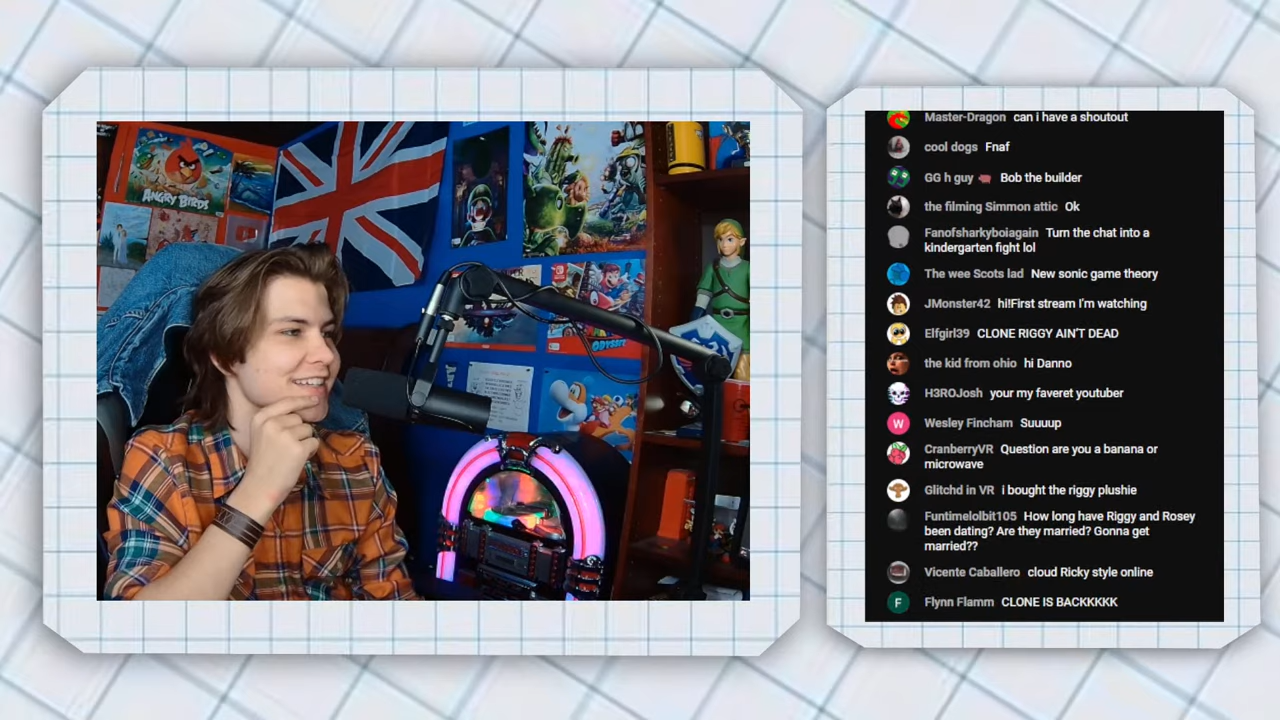 ANGRY BIRDS
ODYSSEY
Master-Dragon can i have a shoutout
cool dogs Fnaf
GG h guy Bob the builder
the filming Simmon attic Ok
Fanofsharkyboiagain Turn the chat into a
kindergarten fight lol
The wee Scots lad New sonic game theory
JMonster42 hi!First stream I'm watching
Elfgirl39 CLONE RIGGY AIN'T DEAD
the kid from ohio hi Danno
H3ROJosh your my faveret youtuber
W
Wesley Fincham Suuuup
CranberryVR Question are you a banana or
microwave
Glitchd in VR i bought the riggy plushie
Funtimelolbit105 How long have Riggy and Rosey
been dating? Are they married? Gonna get
married??
Vicente Caballero cloud Ricky style online
F
Flynn Flamm CLONE IS BACKKKKK